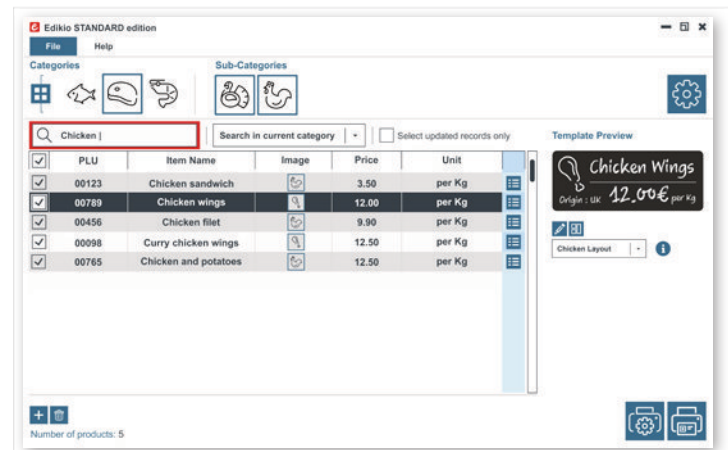 Edikio STANDARD edition
File Help
Categories Sub-Categories
Chicken | Search in current category Select updated records only Template Preview
PLU Item Name Image Price Unit
00123 Chicken sandwich 3.50 per Kg
00789 Chicken wings 12.00 per Kg
00456 Chicken filet 9.90 per Kg
00098 Curry chicken wings 12.50 per Kg
00765 Chicken and potatoes 12.50 per Kg
Chicken Wings
Origin : UK 12.00€ per Kg
Chicken Layout
Number of products: 5